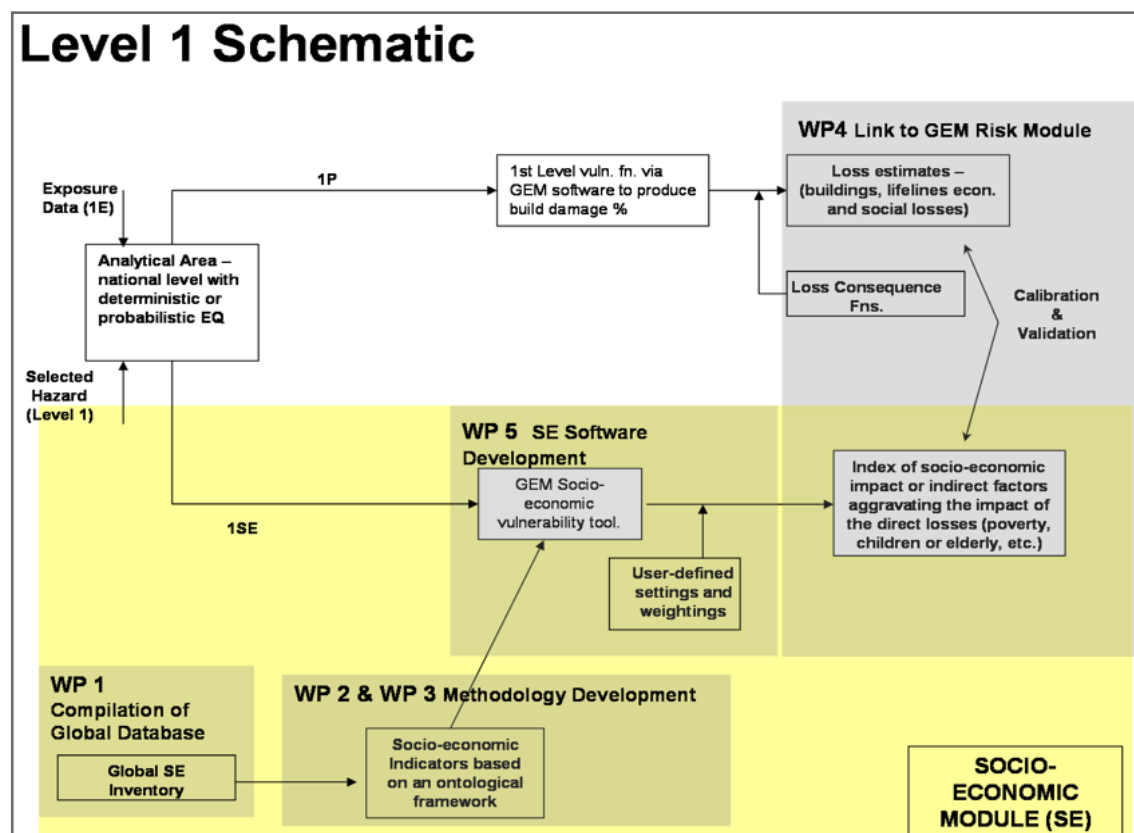 Level 1 Schematic
WP4 Link to GEM Risk Module
Exposure
Data (1E)
1P
1st Level vuln. fn. via
GEM software to produce
build damage %
Loss estimates –
(buildings, lifelines econ.
and social losses)
Analytical Area –
national level with
deterministic or
probabilistic EQ
Loss Consequence
Fns.
Calibration
&
Validation
Selected
Hazard
(Level 1)
WP 5 SE Software
Development
GEM Socio-
economic
vulnerability tool.
1SE
Index of socio-economic
impact or indirect factors
aggravating the impact of
the direct losses (poverty,
children or elderly, etc.)
User-defined
settings and
weightings
WP 1
Compilation of
Global Database
Global SE
Inventory
WP 2 & WP 3 Methodology Development
Socio-economic
Indicators based
on an ontological
framework
SOCIO-
ECONOMIC
MODULE (SE)